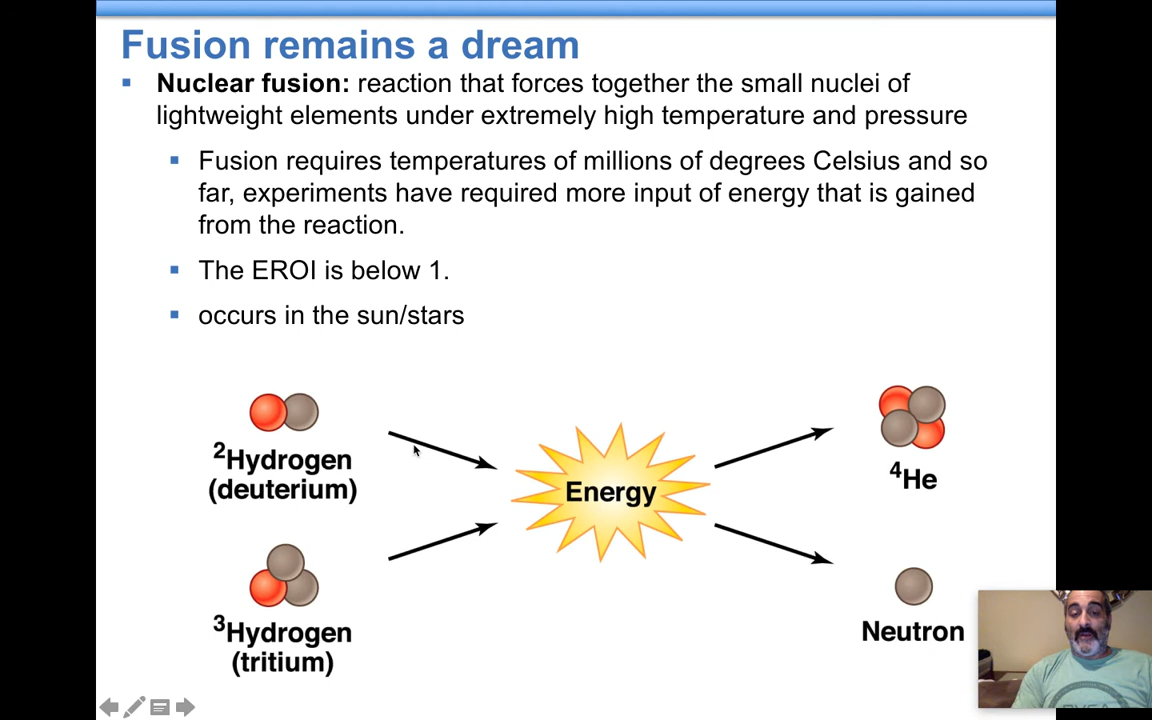 Fusion remains a dream
Nuclear fusion: reaction that forces together the small nuclei of
lightweight elements under extremely high temperature and pressure
Fusion requires temperatures of millions of degrees Celsius and so
far, experiments have required more input of energy that is gained
from the reaction.
The EROI is below 1.
occurs in the sun/stars
²Hydrogen
(deuterium)
Energy
⁴He
³Hydrogen
(tritium)
Neutron